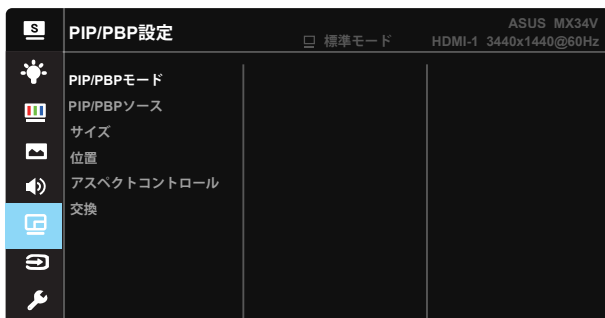 S
PIP/PBP設定
標準モード
ASUS MX34V
HDMI-1 3440x1440@60Hz
PIP/PBPモード
PIP/PBPソース
サイズ
位置
アスペクトコントロール
交換